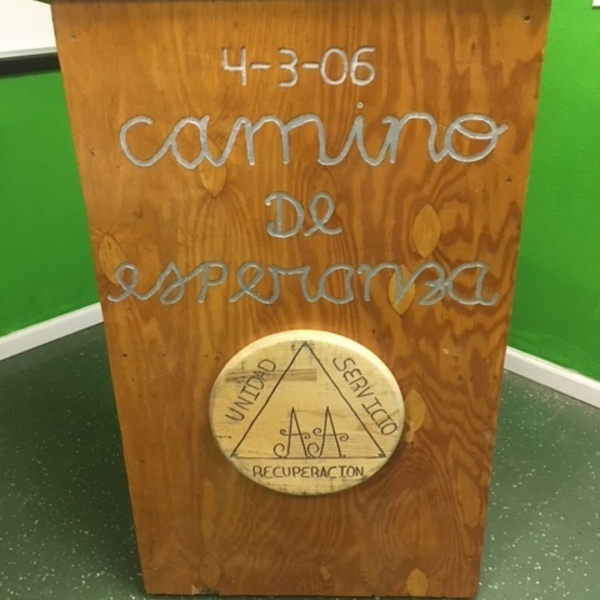 4-3-06
camino
De
esperanza
UNIDAD
SERVICIO
AA
RECUPERACION